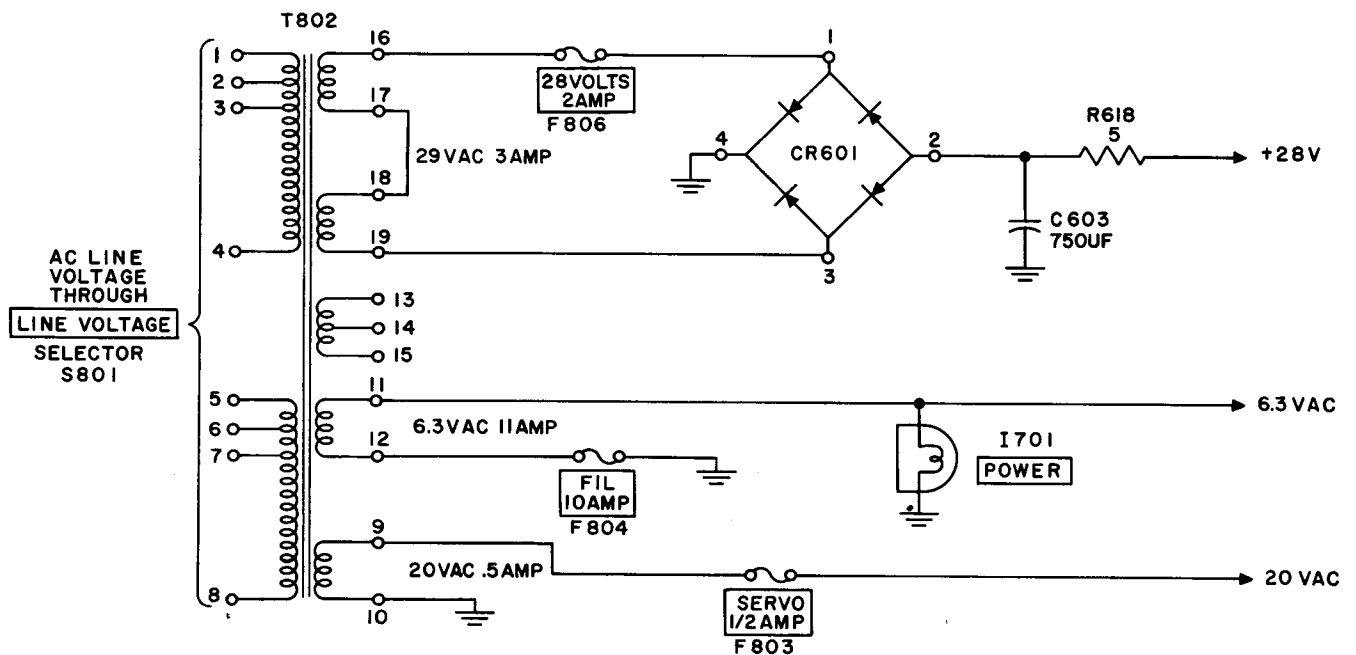 T802
1
2
3
4
16
17
18
19
29VAC 3AMP
28VOLTS
2AMP
F806
1
4
CR601
2
3
R618
5
+28V
C603
750UF
AC LINE
VOLTAGE
THROUGH
LINE VOLTAGE
SELECTOR
S801
13
14
15
5
6
7
8
11
12
6.3VAC 11AMP
FIL
10AMP
F804
6.3VAC
I701
POWER
9
10
20VAC .5AMP
SERVO
1/2AMP
F803
20VAC